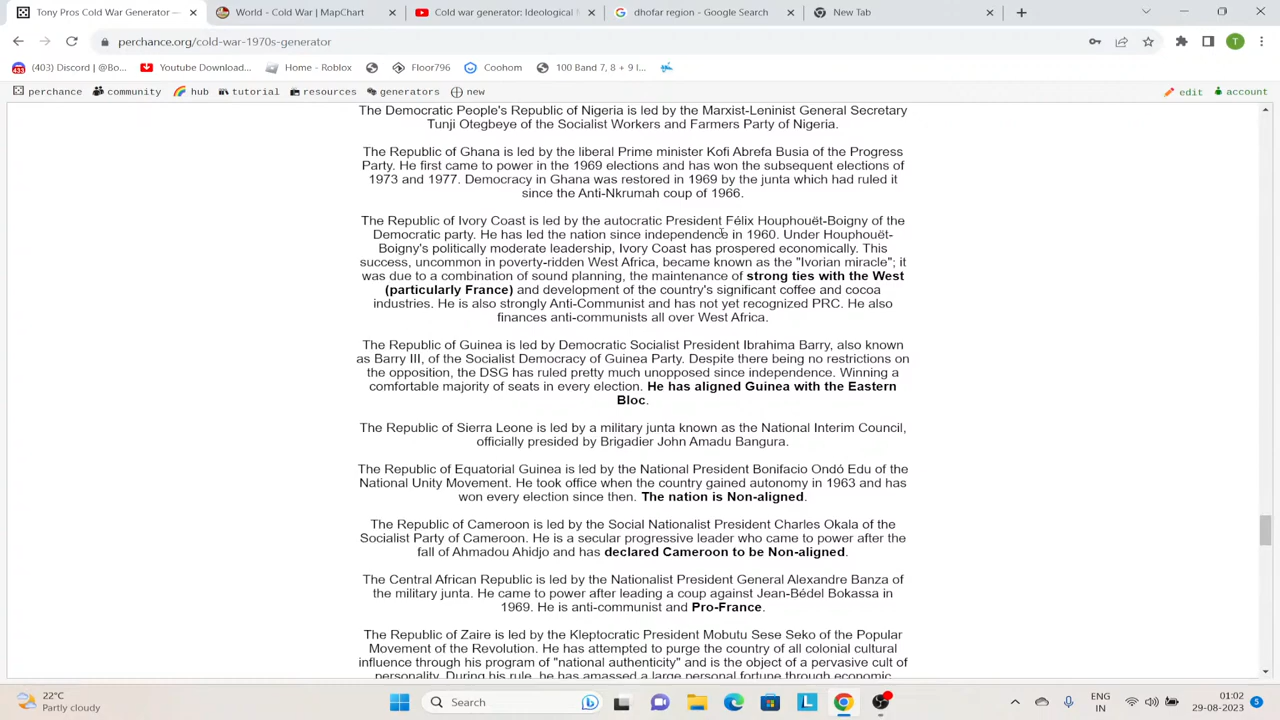 Tony Pros Cold War Generator —
World - Cold War | MapChart
Cold war generator: Ideological
dhofar region - Google Search
New Tab
perchance.org/cold-war-1970s-generator
T
(403) Discord | @Bo...
Youtube Download...
Home - Roblox
Floor796
Coohom
100 Band 7, 8 + 9 l...
perchance
community
hub
tutorial
resources
generators
new
edit
account
The Democratic People's Republic of Nigeria is led by the Marxist-Leninist General Secretary
Tunji Otegbeye of the Socialist Workers and Farmers Party of Nigeria.
The Republic of Ghana is led by the liberal Prime minister Kofi Abrefa Busia of the Progress
Party. He first came to power in the 1969 elections and has won the subsequent elections of
1973 and 1977. Democracy in Ghana was restored in 1969 by the junta which had ruled it
since the Anti-Nkrumah coup of 1966.
The Republic of Ivory Coast is led by the autocratic President Félix Houphouët-Boigny of the
Democratic party. He has led the nation since independence in 1960. Under Houphouët-
Boigny's politically moderate leadership, Ivory Coast has prospered economically. This
success, uncommon in poverty-ridden West Africa, became known as the "Ivorian miracle"; it
was due to a combination of sound planning, the maintenance of strong ties with the West
(particularly France) and development of the country's significant coffee and cocoa
industries. He is also strongly Anti-Communist and has not yet recognized PRC. He also
finances anti-communists all over West Africa.
The Republic of Guinea is led by Democratic Socialist President Ibrahima Barry, also known
as Barry III, of the Socialist Democracy of Guinea Party. Despite there being no restrictions on
the opposition, the DSG has ruled pretty much unopposed since independence. Winning a
comfortable majority of seats in every election. He has aligned Guinea with the Eastern
Bloc.
The Republic of Sierra Leone is led by a military junta known as the National Interim Council,
officially presided by Brigadier John Amadu Bangura.
The Republic of Equatorial Guinea is led by the National President Bonifacio Ondó Edu of the
National Unity Movement. He took office when the country gained autonomy in 1963 and has
won every election since then. The nation is Non-aligned.
The Republic of Cameroon is led by the Social Nationalist President Charles Okala of the
Socialist Party of Cameroon. He is a secular progressive leader who came to power after the
fall of Ahmadou Ahidjo and has declared Cameroon to be Non-aligned.
The Central African Republic is led by the Nationalist President General Alexandre Banza of
the military junta. He came to power after leading a coup against Jean-Bédel Bokassa in
1969. He is anti-communist and Pro-France.
The Republic of Zaire is led by the Kleptocratic President Mobutu Sese Seko of the Popular
Movement of the Revolution. He has attempted to purge the country of all colonial cultural
influence through his program of "national authenticity" and is the object of a pervasive cult of
personality. During his rule, he has amassed a large personal fortune through economic
22°C
Partly cloudy
Search
ENG
IN
01:02
29-08-2023
5